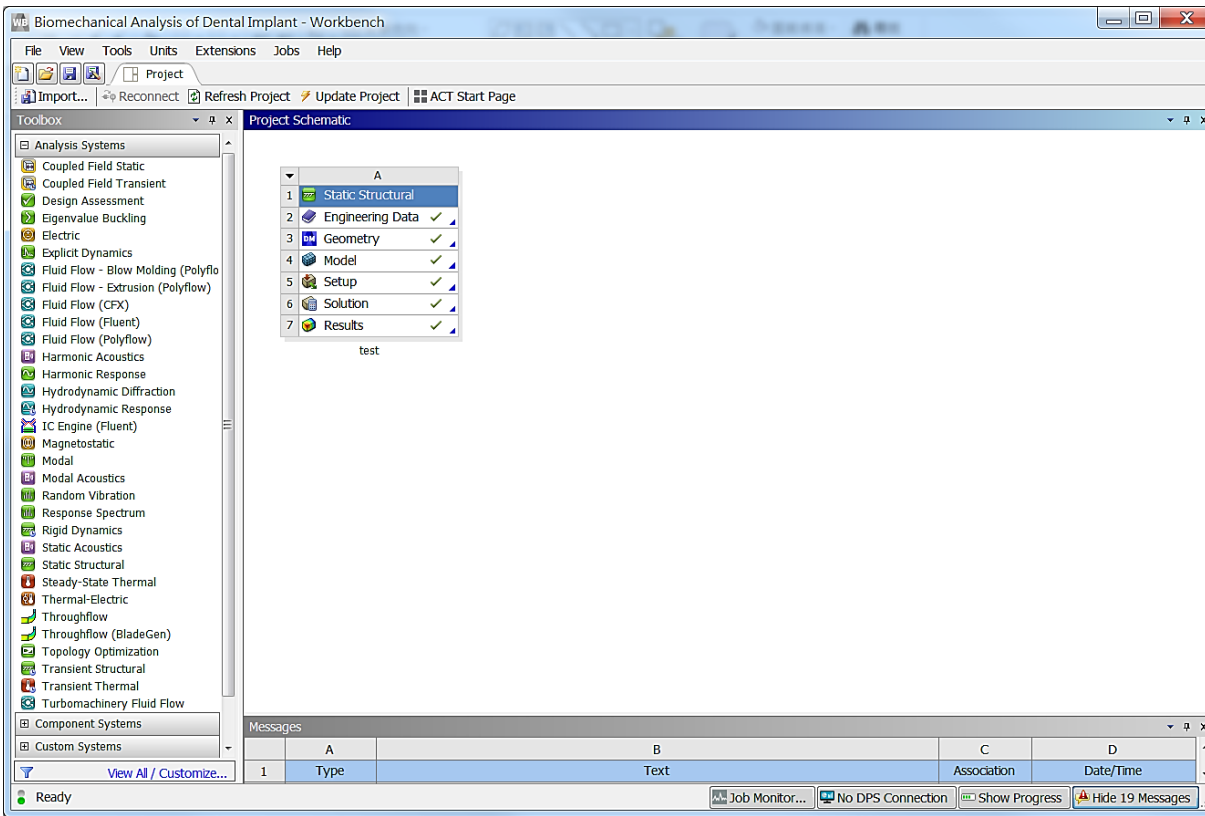 Biomechanical Analysis of Dental Implant - Workbench
File View Tools Units Extensions Jobs Help
Project
Import... Reconnect Refresh Project Update Project ACT Start Page
Toolbox
Project Schematic
Analysis Systems
Coupled Field Static
Coupled Field Transient
Design Assessment
Eigenvalue Buckling
Electric
Explicit Dynamics
Fluid Flow - Blow Molding (Polyflo
Fluid Flow - Extrusion (Polyflow)
Fluid Flow (CFX)
Fluid Flow (Fluent)
Fluid Flow (Polyflow)
Harmonic Acoustics
Harmonic Response
Hydrodynamic Diffraction
Hydrodynamic Response
IC Engine (Fluent)
Magnetostatic
Modal
Modal Acoustics
Random Vibration
Response Spectrum
Rigid Dynamics
Static Acoustics
Static Structural
Steady-State Thermal
Thermal-Electric
Throughflow
Throughflow (BladeGen)
Topology Optimization
Transient Structural
Transient Thermal
Turbomachinery Fluid Flow
Component Systems
Custom Systems
View All / Customize...
A
1 Static Structural
2 Engineering Data
3 Geometry
4 Model
5 Setup
6 Solution
7 Results
test
Messages
A B C D
1 Type Text Association Date/Time
Ready
Job Monitor... No DPS Connection Show Progress Hide 19 Messages